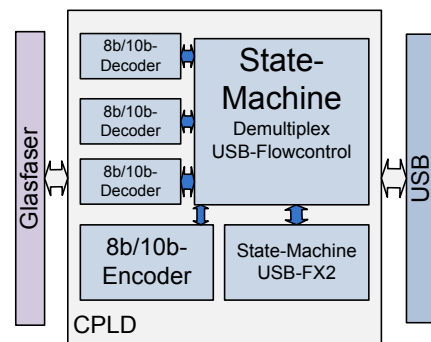 Glasfaser
8b/10b-
Decoder
8b/10b-
Decoder
8b/10b-
Decoder
State-
Machine
Demultiplex
USB-Flowcontrol
8b/10b-
Encoder
State-Machine
USB-FX2
CPLD
USB